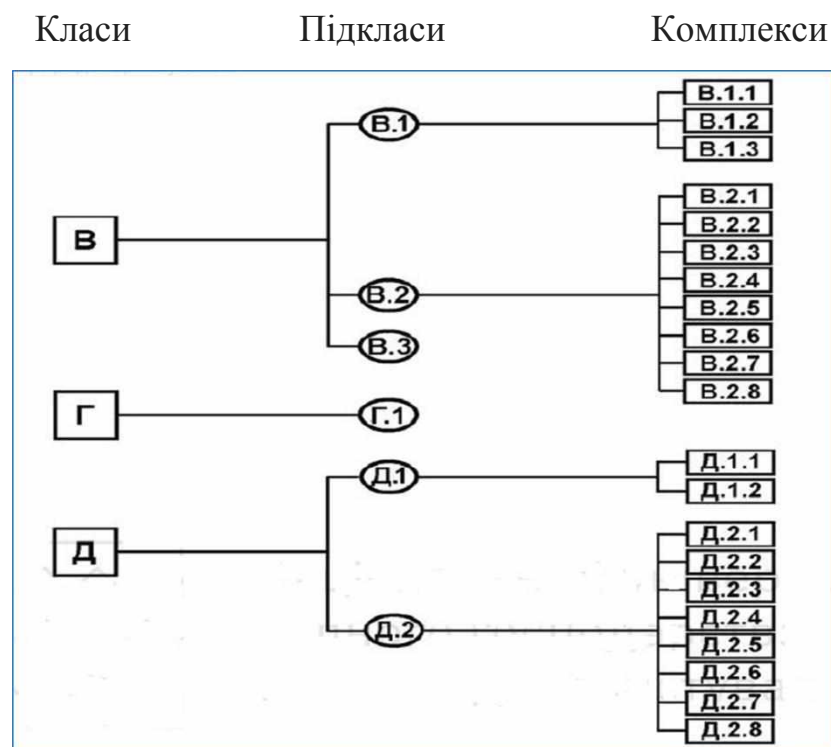 Класи Підкласи Комплекси
В.1.1
В.1 В.1.2
В.1.3
В.2.1
В.2.2
В В.2.3
В.2.4
В.2 В.2.5
В.2.6
В.3 В.2.7
В.2.8
Г Г.1
Д.1 Д.1.1
Д.1.2
Д.2.1
Д Д.2.2
Д.2.3
Д.2.4
Д.2 Д.2.5
Д.2.6
Д.2.7
Д.2.8